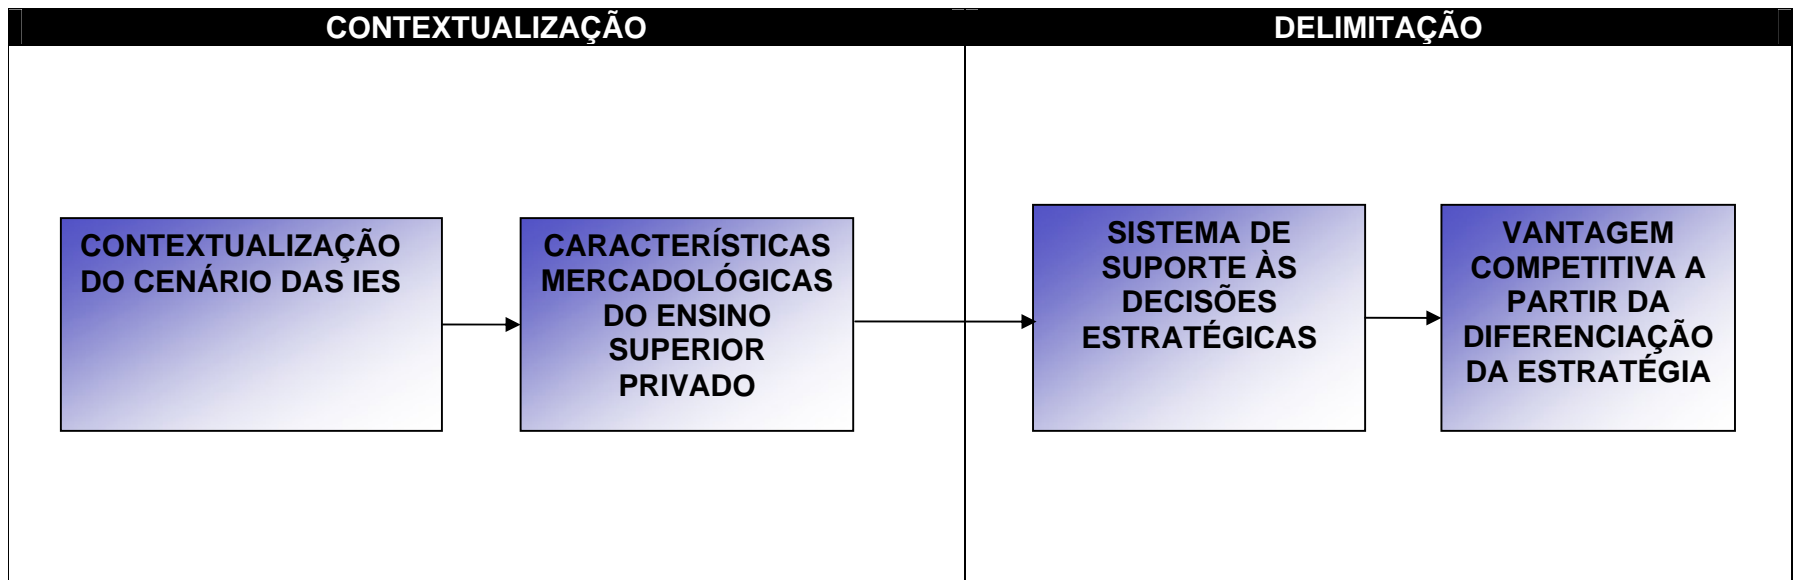 CONTEXTUALIZAÇÃO
DELIMITAÇÃO
CONTEXTUALIZAÇÃO
DO CENÁRIO DAS IES
CARACTERÍSTICAS
MERCADOLÓGICAS
DO ENSINO
SUPERIOR
PRIVADO
SISTEMA DE
SUPORTE ÀS
DECISÕES
ESTRATÉGICAS
VANTAGEM
COMPETITIVA A
PARTIR DA
DIFERENCIAÇÃO
DA ESTRATÉGIA